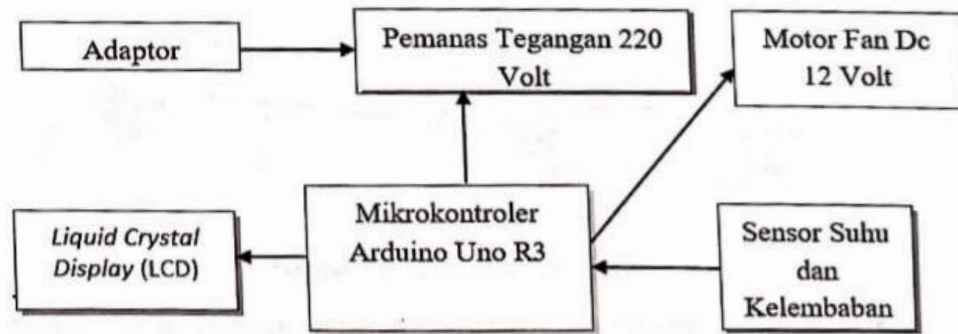 Adaptor
Pemanas Tegangan 220
Volt
Motor Fan Dc
12 Volt
Liquid Crystal
Display (LCD)
Mikrokontroler
Arduino Uno R3
Sensor Suhu
dan
Kelembaban